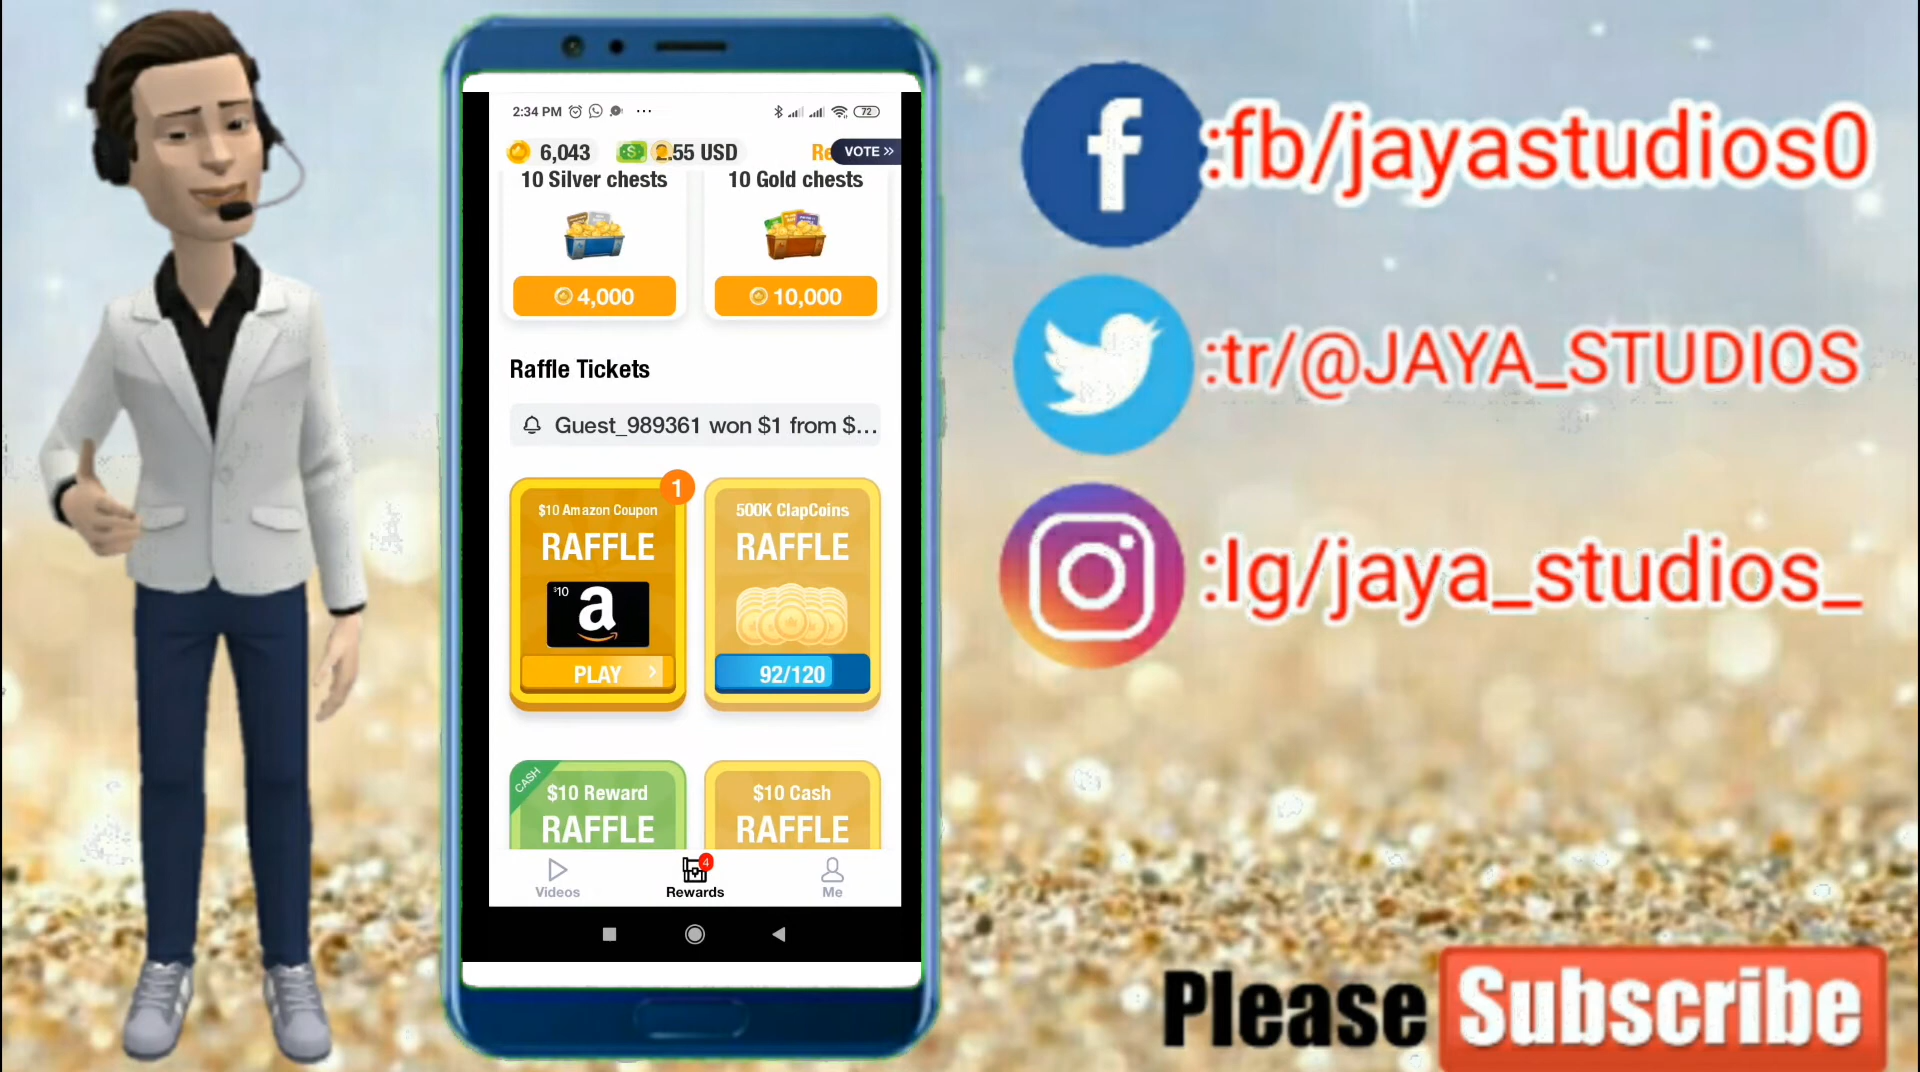 2:34 PM ... 72
6,043 2.55 USD VOTE »
10 Silver chests 10 Gold chests
4,000 10,000
Raffle Tickets
Guest_989361 won $1 from $...
1
$10 Amazon Coupon 500K ClapCoins
RAFFLE RAFFLE
$10 a
PLAY > 92/120
CASH
$10 Reward $10 Cash
RAFFLE RAFFLE
4
Videos Rewards Me
f :fb/jayastudios0
:tr/@JAYA_STUDIOS
:Ig/jaya_studios_
Please Subscribe